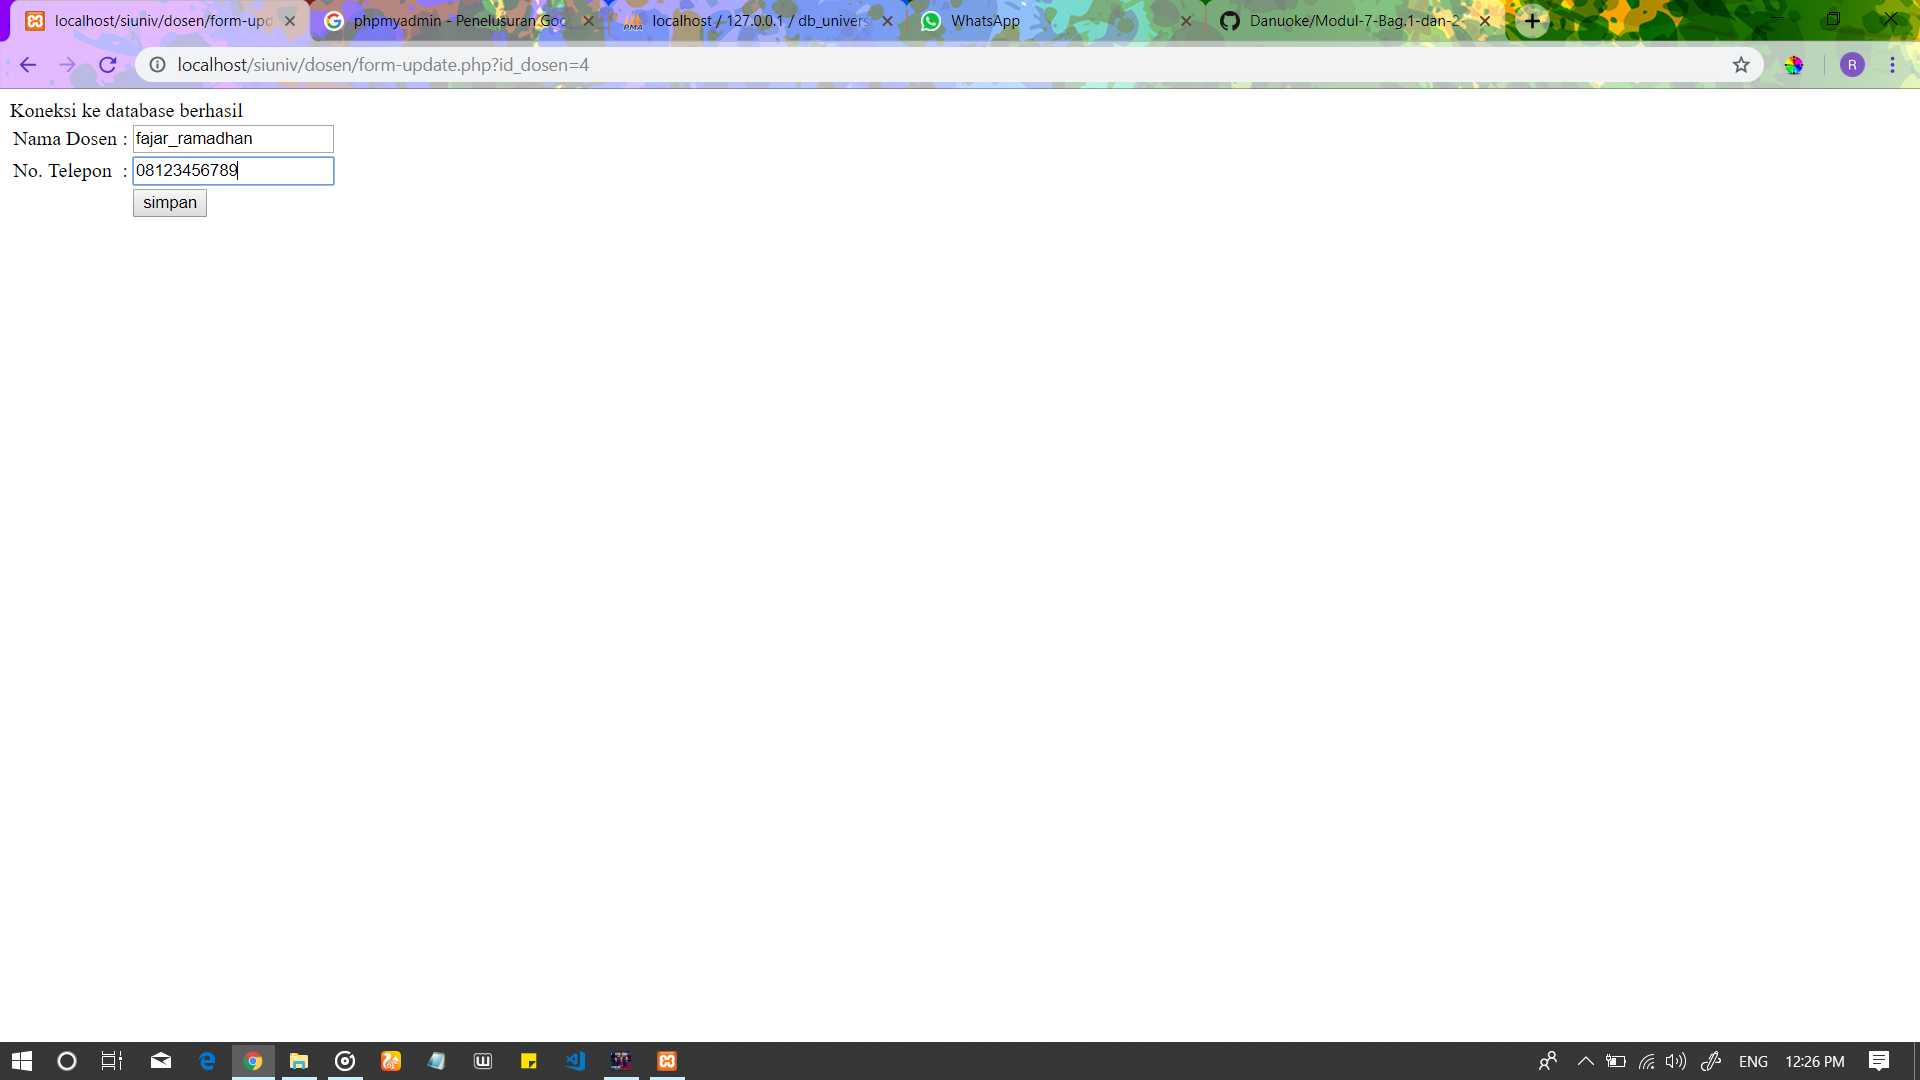 localhost/siuniv/dosen/form-upd
phpmyadmin - Penelusuran Goo
localhost / 127.0.0.1 / db_univers
WhatsApp
Danuoke/Modul-7-Bag.1-dan-2-
localhost/siuniv/dosen/form-update.php?id_dosen=4
R
Koneksi ke database berhasil
Nama Dosen : fajar_ramadhan
No. Telepon : 08123456789
simpan
ENG
12:26 PM